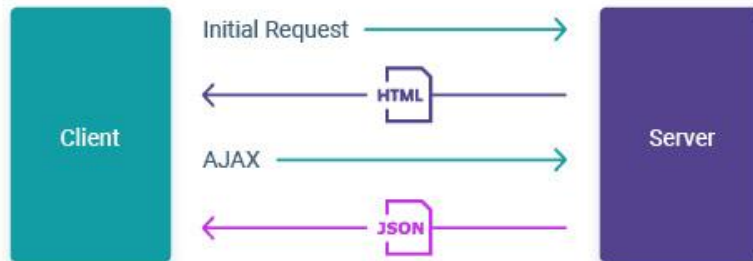 Initial Request
HTML
Client
Server
AJAX
JSON